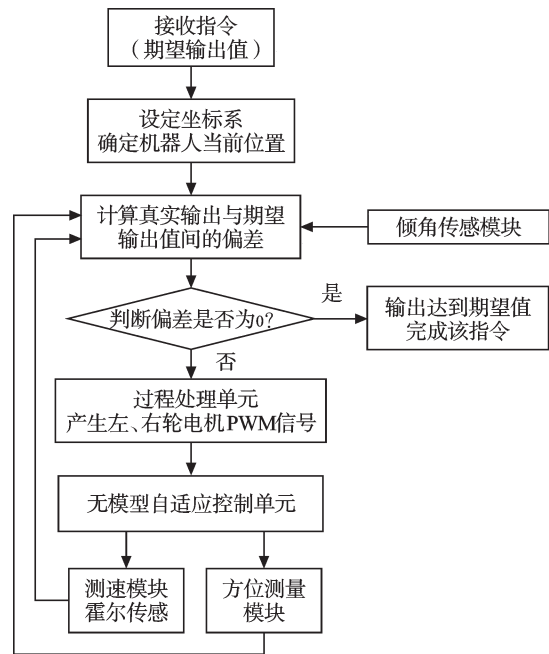 接收指令
（期望输出值）
设定坐标系
确定机器人当前位置
计算真实输出与期望
输出值间的偏差
倾角传感模块
判断偏差是否为0?
是
输出达到期望值
完成该指令
否
过程处理单元
产生左、右轮电机PWM信号
无模型自适应控制单元
测速模块
霍尔传感
方位测量
模块